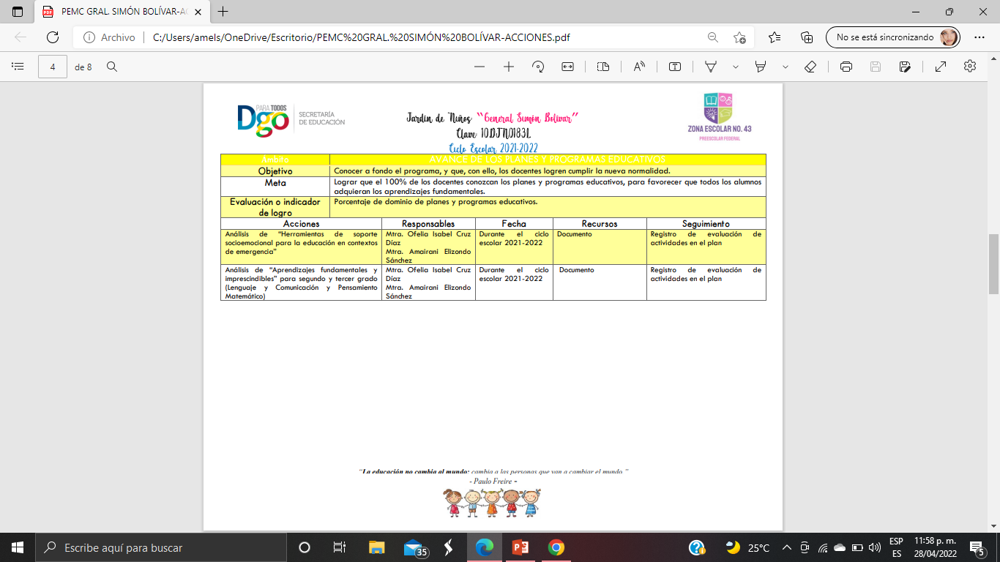 PEMC GRAL. SIMÓN BOLÍVAR-AC
Archivo
C:/Users/amels/OneDrive/Escritorio/PEMC%20GRAL.%20SIMÓN%20BOLÍVAR-ACCIONES.pdf
No se está sincronizando
4 de 8
PARA TODOS
Dgo
SECRETARÍA
DE EDUCACIÓN
Jardín de Niños "General Simón Bolívar"
Clave: 10DJN0183L
Ciclo Escolar 2021-2022
ZONA ESCOLAR NO. 43
PREESCOLAR FEDERAL
Ámbito
AVANCE DE LOS PLANES Y PROGRAMAS EDUCATIVOS
Objetivo
Conocer a fondo el programa, y que, con ello, los docentes logren cumplir la nueva normalidad.
Meta
Lograr que el 100% de los docentes conozcan los planes y programas educativos, para favorecer que todos los alumnos
adquieran los aprendizajes fundamentales.
Evaluación o indicador
de logro
Porcentaje de dominio de planes y programas educativos.
Acciones
Responsables
Fecha
Recursos
Seguimiento
Análisis de "Herramientas de soporte
socioemocional para la educación en contextos
de emergencia"
Mtra. Ofelia Isabel Cruz
Díaz
Mtra. Amairani Elizondo
Sánchez
Durante el ciclo
escolar 2021-2022
Documento
Registro de evaluación de
actividades en el plan
Análisis de "Aprendizajes fundamentales y
imprescindibles" para segundo y tercer grado
(Lenguaje y Comunicación y Pensamiento
Matemático)
Mtra. Ofelia Isabel Cruz
Díaz
Mtra. Amairani Elizondo
Sánchez
Durante el ciclo
escolar 2021-2022
Documento
Registro de evaluación de
actividades en el plan
"La educación no cambia al mundo: cambia a las personas que van a cambiar el mundo."
- Paulo Freire -
Escribe aquí para buscar
35
25°C
ESP
ES
11:58 p. m.
28/04/2022
5